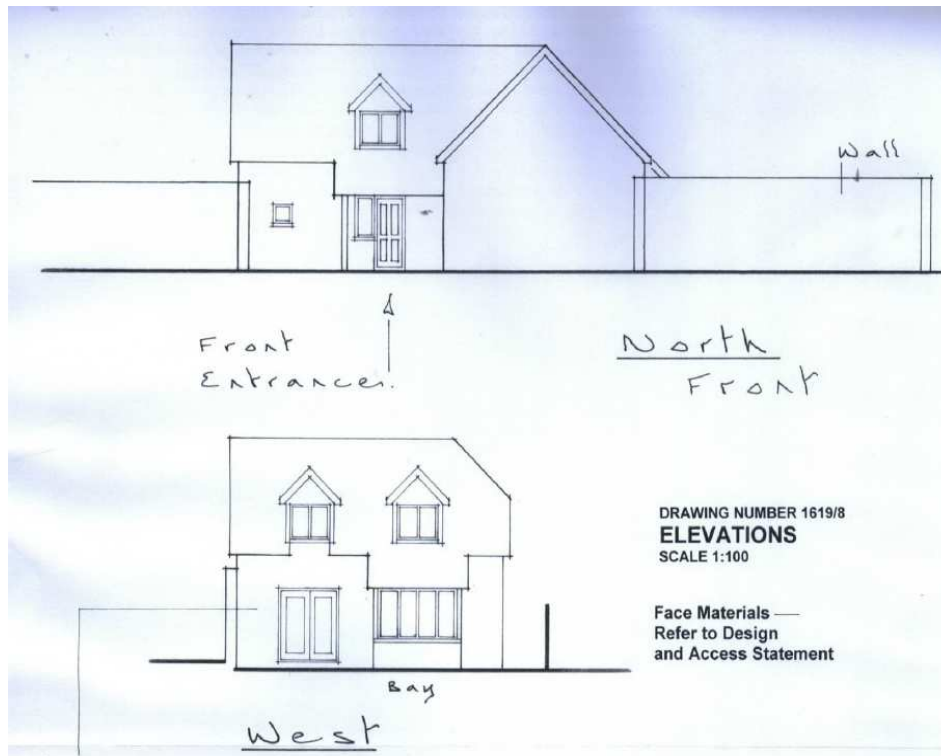 Wall
Front
Entrance.
North
Front
DRAWING NUMBER 1619/8
ELEVATIONS
SCALE 1:100
Face Materials —
Refer to Design
and Access Statement
Bay
West